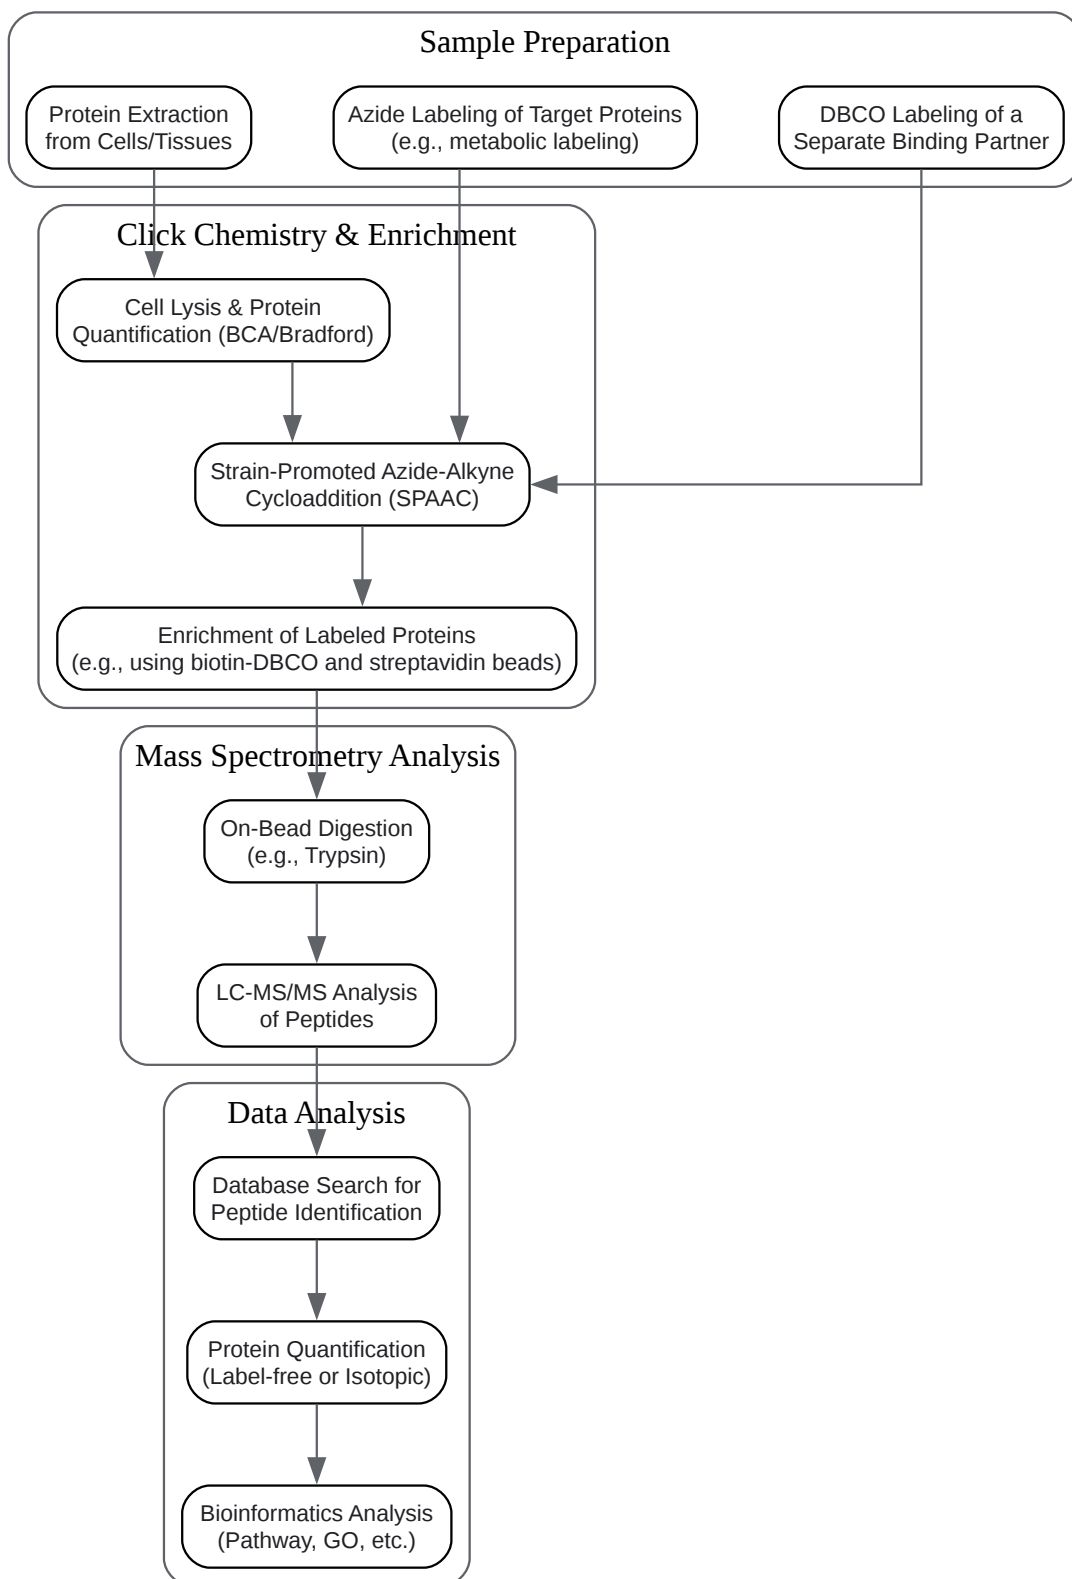 Sample Preparation
Protein Extraction
from Cells/Tissues
Azide Labeling of Target Proteins
(e.g., metabolic labeling)
DBCO Labeling of a
Separate Binding Partner
Click Chemistry & Enrichment
Cell Lysis & Protein
Quantification (BCA/Bradford)
Strain-Promoted Azide-Alkyne
Cycloaddition (SPAAC)
Enrichment of Labeled Proteins
(e.g., using biotin-DBCO and streptavidin beads)
Mass Spectrometry Analysis
On-Bead Digestion
(e.g., Trypsin)
LC-MS/MS Analysis
of Peptides
Data Analysis
Database Search for
Peptide Identification
Protein Quantification
(Label-free or Isotopic)
Bioinformatics Analysis
(Pathway, GO, etc.)